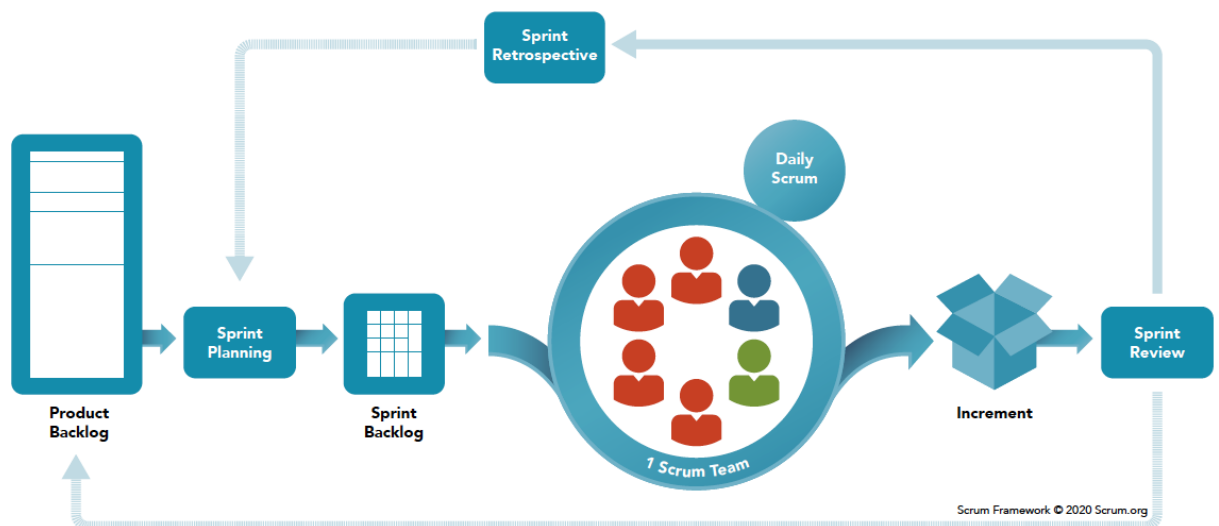 Sprint
Retrospective
Daily
Scrum
Sprint
Planning
Sprint
Review
Product
Backlog
Sprint
Backlog
1 Scrum Team
Increment
Scrum Framework © 2020 Scrum.org